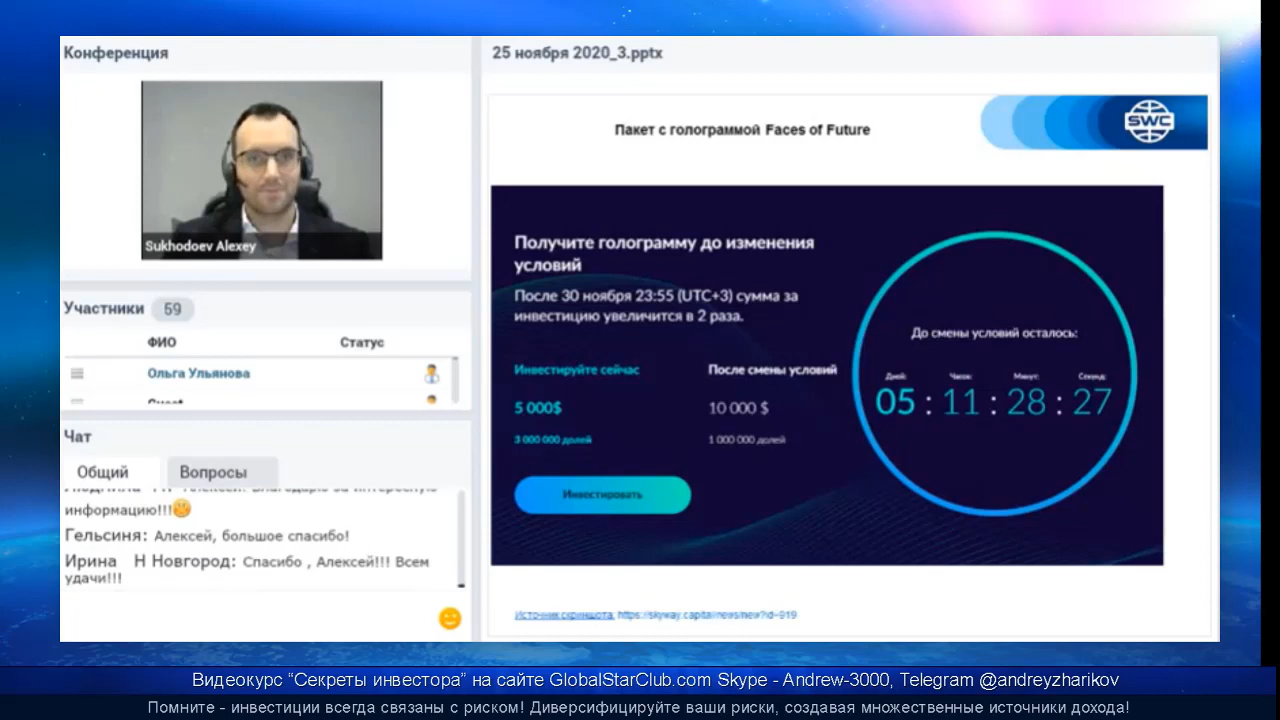 Конференция
Sukhodoev Alexey
Участники 59
ФИО Статус
Ольга Ульянова
Guest
Чат
Общий Вопросы
информацию!!!
Гельсиня: Алексей, большое спасибо!
Ирина Н Новгород: Спасибо , Алексей!!! Всем
удачи!!!
25 ноября 2020_3.pptx
Пакет с голограммой Faces of Future
SWC
Получите голограмму до изменения
условий
После 30 ноября 23:55 (UTC+3) сумма за
инвестицию увеличится в 2 раза.
Инвестируйте сейчас После смены условий
5 000$ 10 000 $
3 000 000 долей 1 000 000 долей
Инвестировать
До смены условий осталось:
Дней: Часов: Минут: Секунд:
05 : 11 : 28 : 27
Источник скриншота: https://skyway.capital/news/new?id=919
Видеокурс “Секреты инвестора” на сайте GlobalStarClub.com Skype - Andrew-3000, Telegram @andreyzharikov
Помните - инвестиции всегда связаны с риском! Диверсифицируйте ваши риски, создавая множественные источники дохода!